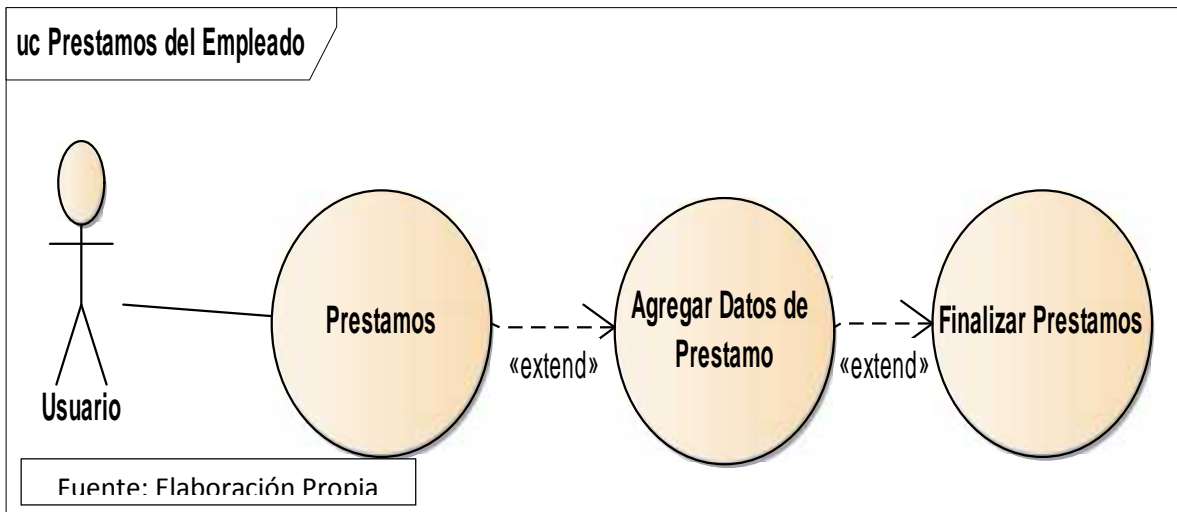 uc Prestamos del Empleado
Usuario
Prestamos
«extend»
Agregar Datos de
Prestamo
«extend»
Finalizar Prestamos
Fuente: Elaboración Propia